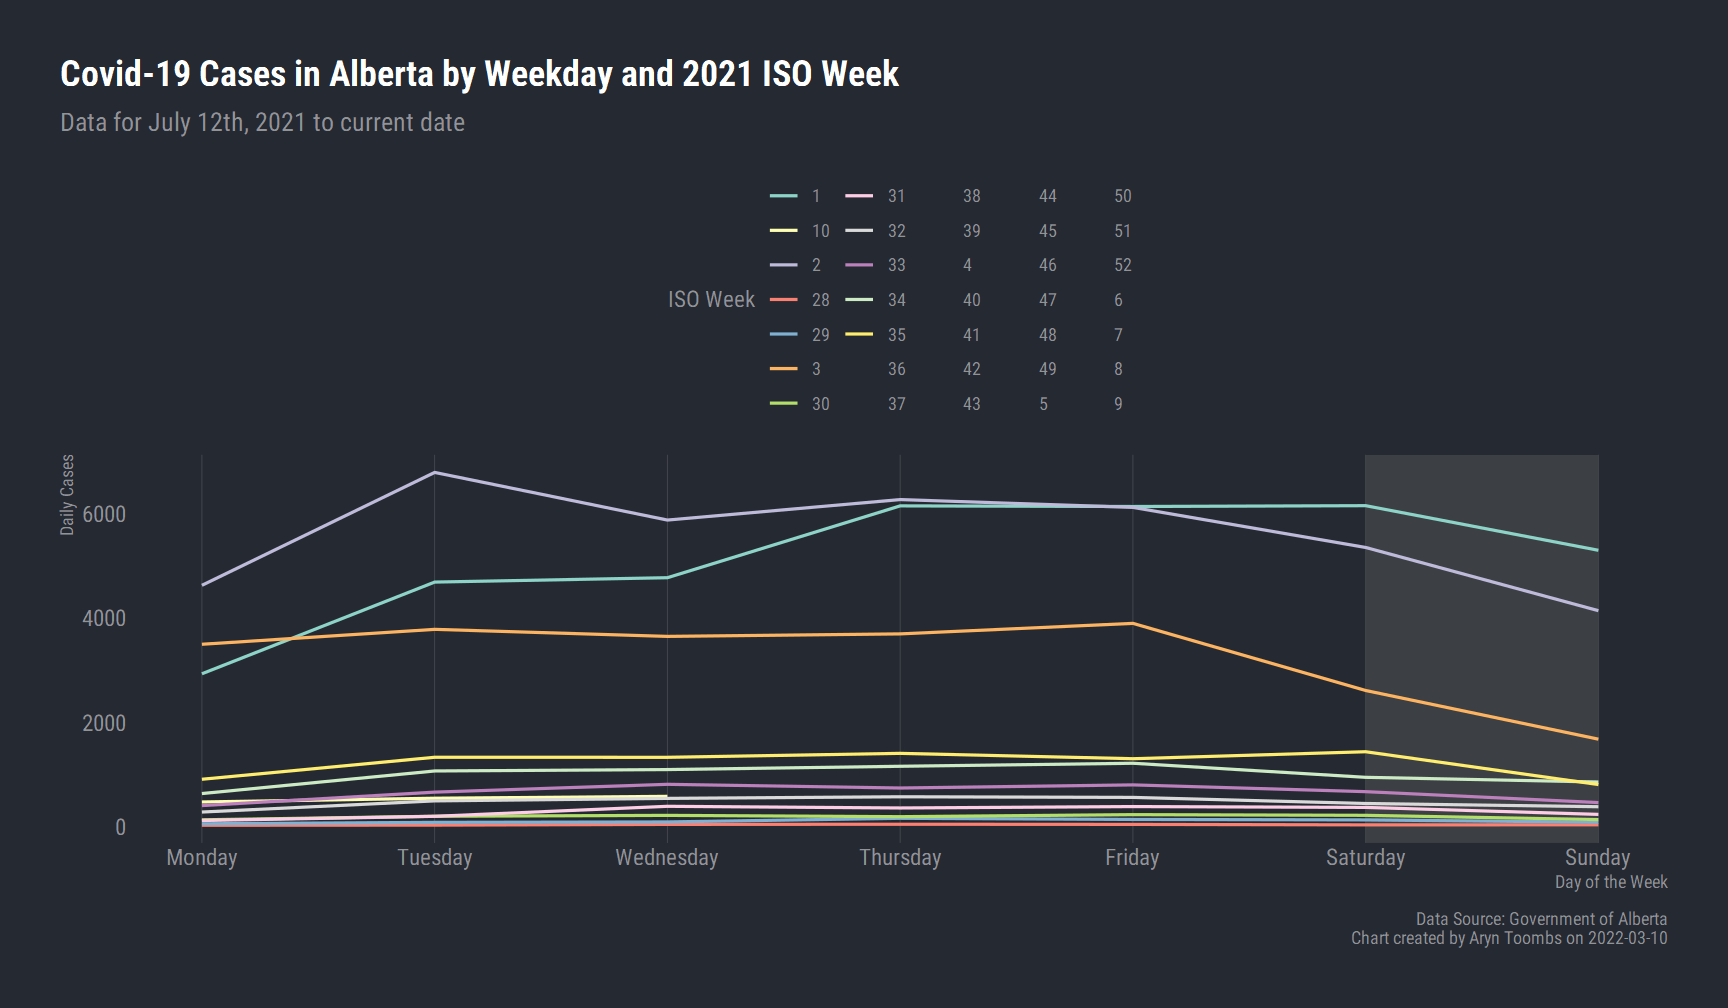 Covid-19 Cases in Alberta by Weekday and 2021 ISO Week
Data for July 12th, 2021 to current date
1 31 38 44 50
10 32 39 45 51
2 33 4 46 52
ISO Week 28 34 40 47 6
29 35 41 48 7
3 36 42 49 8
30 37 43 5 9
Daily Cases
6000
4000
2000
0
Monday Tuesday Wednesday Thursday Friday Saturday Sunday
Day of the Week
Data Source: Government of Alberta
Chart created by Aryn Toombs on 2022-03-10